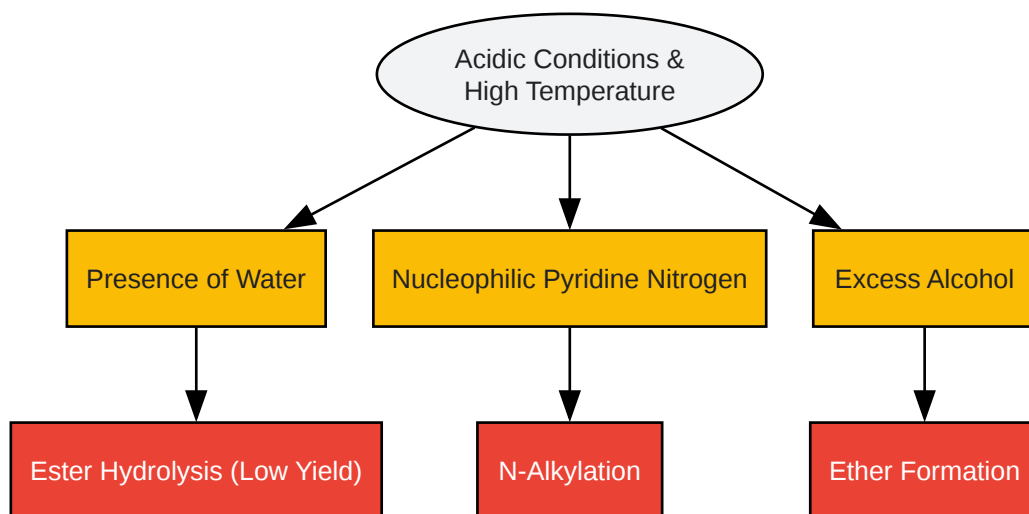 Acidic Conditions &
High Temperature
Presence of Water
Nucleophilic Pyridine Nitrogen
Excess Alcohol
Ester Hydrolysis (Low Yield)
N-Alkylation
Ether Formation